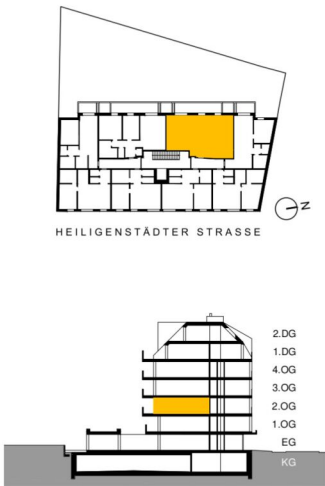 N
HEILIGENSTÄDTER STRASSE
2.DG
1.DG
4.OG
3.OG
2.OG
1.OG
EG
KG